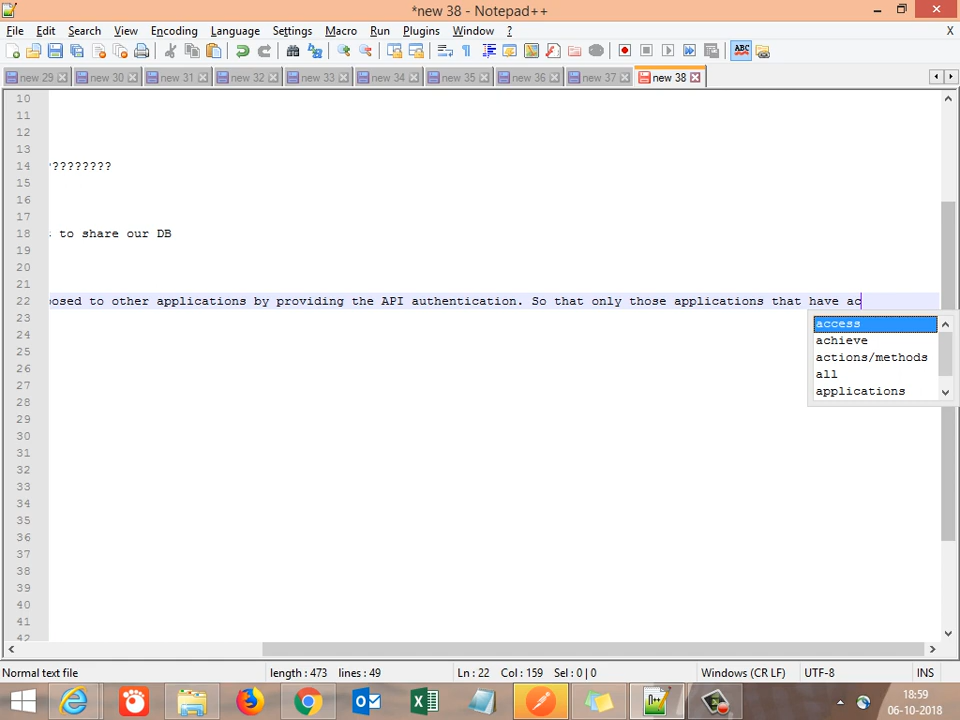 *new 38 - Notepad++
File Edit Search View Encoding Language Settings Macro Run Plugins Window ? X
ABC
new 29 new 30 new 31 new 32 new 33 new 34 new 35 new 36 new 37 new 38
10
11
12
13
14 ????????
15
16
17
18 to share our DB
19
20
21
22 posed to other applications by providing the API authentication. So that only those applications that have ac
23 access
24 achieve
25 actions/methods
26 all
27 applications
28
29
30
31
32
33
34
35
36
37
38
39
40
41
42
Normal text file length : 473 lines : 49 Ln : 22 Col : 159 Sel : 0 | 0 Windows (CR LF) UTF-8 INS
18:59
06-10-2018